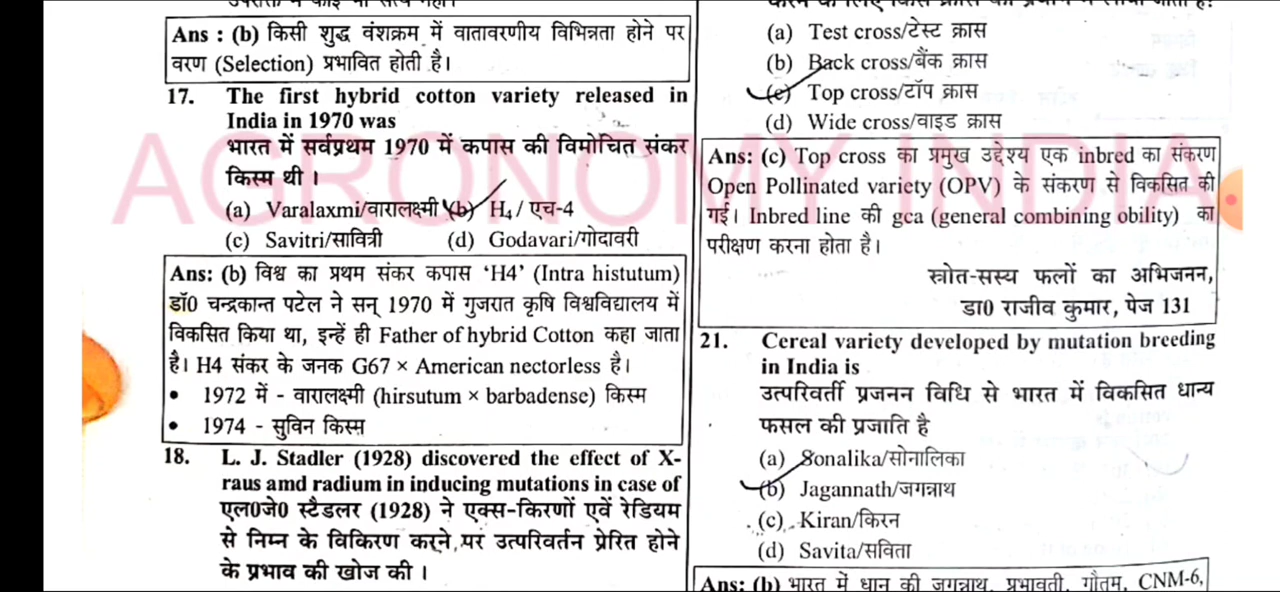 Ans : (b) किसी शुद्ध वंशक्रम में वातावरणीय विभिन्नता होने पर
वरण (Selection) प्रभावित होती है।
17. The first hybrid cotton variety released in
India in 1970 was
भारत में सर्वप्रथम 1970 में कपास की विमोचित संकर
किस्म थी ।
(a) Varalaxmi/वारालक्ष्मी (b) H4 / एच-4
(c) Savitri/सावित्री (d) Godavari/गोदावरी
Ans: (b) विश्व का प्रथम संकर कपास ‘H4’ (Intra histutum)
डॉ0 चन्द्रकान्त पटेल ने सन् 1970 में गुजरात कृषि विश्वविद्यालय में
विकसित किया था, इन्हें ही Father of hybrid Cotton कहा जाता
है। H4 संकर के जनक G67 × American nectorless है।
• 1972 में - वारालक्ष्मी (hirsutum × barbadense) किस्म
• 1974 - सुविन किस्म
18. L. J. Stadler (1928) discovered the effect of X-
raus amd radium in inducing mutations in case of
एल0जे0 स्टैडलर (1928) ने एक्स-किरणों एवें रेडियम
से निम्न के विकिरण करने पर उत्परिवर्तन प्रेरित होने
के प्रभाव की खोज की ।
(a) Test cross/टेस्ट क्रास
(b) Back cross/बैंक क्रास
(c) Top cross/टॉप क्रास
(d) Wide cross/वाइड क्रास
Ans: (c) Top cross का प्रमुख उद्देश्य एक inbred का संकरण
Open Pollinated variety (OPV) के संकरण से विकसित की
गई। Inbred line की gca (general combining obility) का
परीक्षण करना होता है।
स्रोत-सस्य फलों का अभिजनन,
डा0 राजीव कुमार, पेज 131
21. Cereal variety developed by mutation breeding
in India is
उत्परिवर्ती प्रजनन विधि से भारत में विकसित धान्य
फसल की प्रजाति है
(a) Sonalika/सोनालिका
(b) Jagannath/जगन्नाथ
(c) Kiran/किरन
(d) Savita/सविता
Ans: (b) भारत में धान की जगन्नाथ, प्रभावती, गौतम, CNM-6,
AGRONOMY INDIA